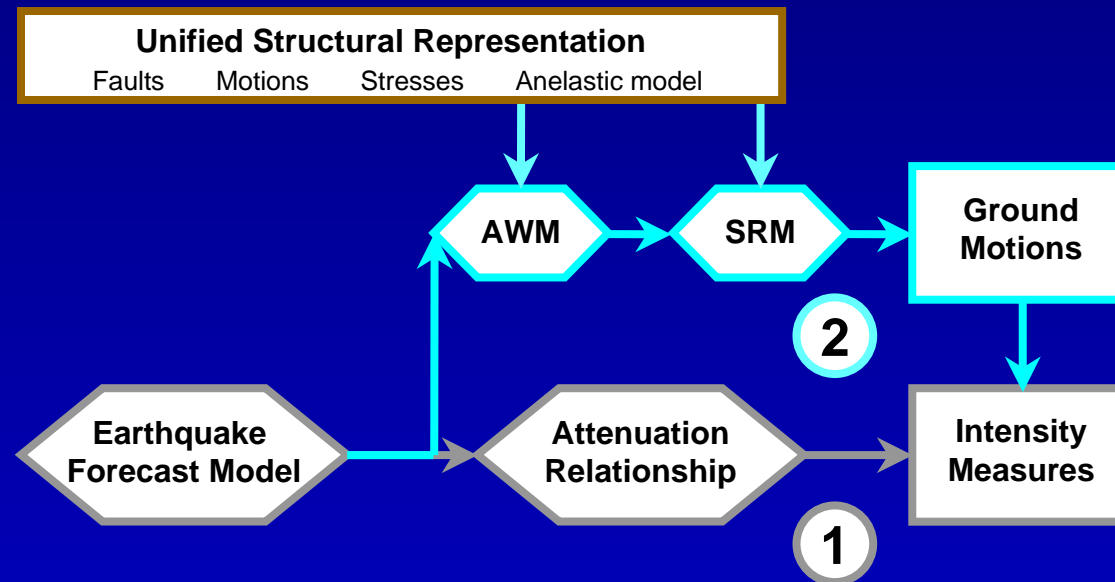 Unified Structural Representation
Faults Motions Stresses Anelastic model
AWM
SRM
Ground
Motions
2
Earthquake
Forecast Model
Attenuation
Relationship
Intensity
Measures
1